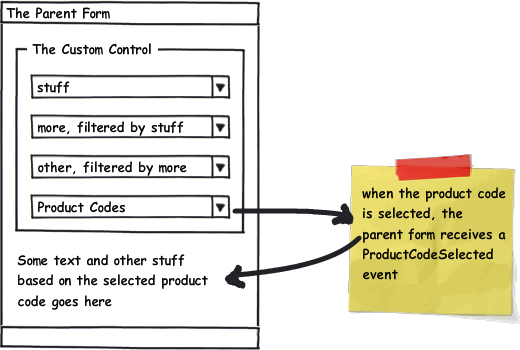 The Parent Form
The Custom Control
stuff
more, filtered by stuff
other, filtered by more
Product Codes
Some text and other stuff
based on the selected product
code goes here
when the product code
is selected, the
parent form receives a
ProductCodeSelected
event